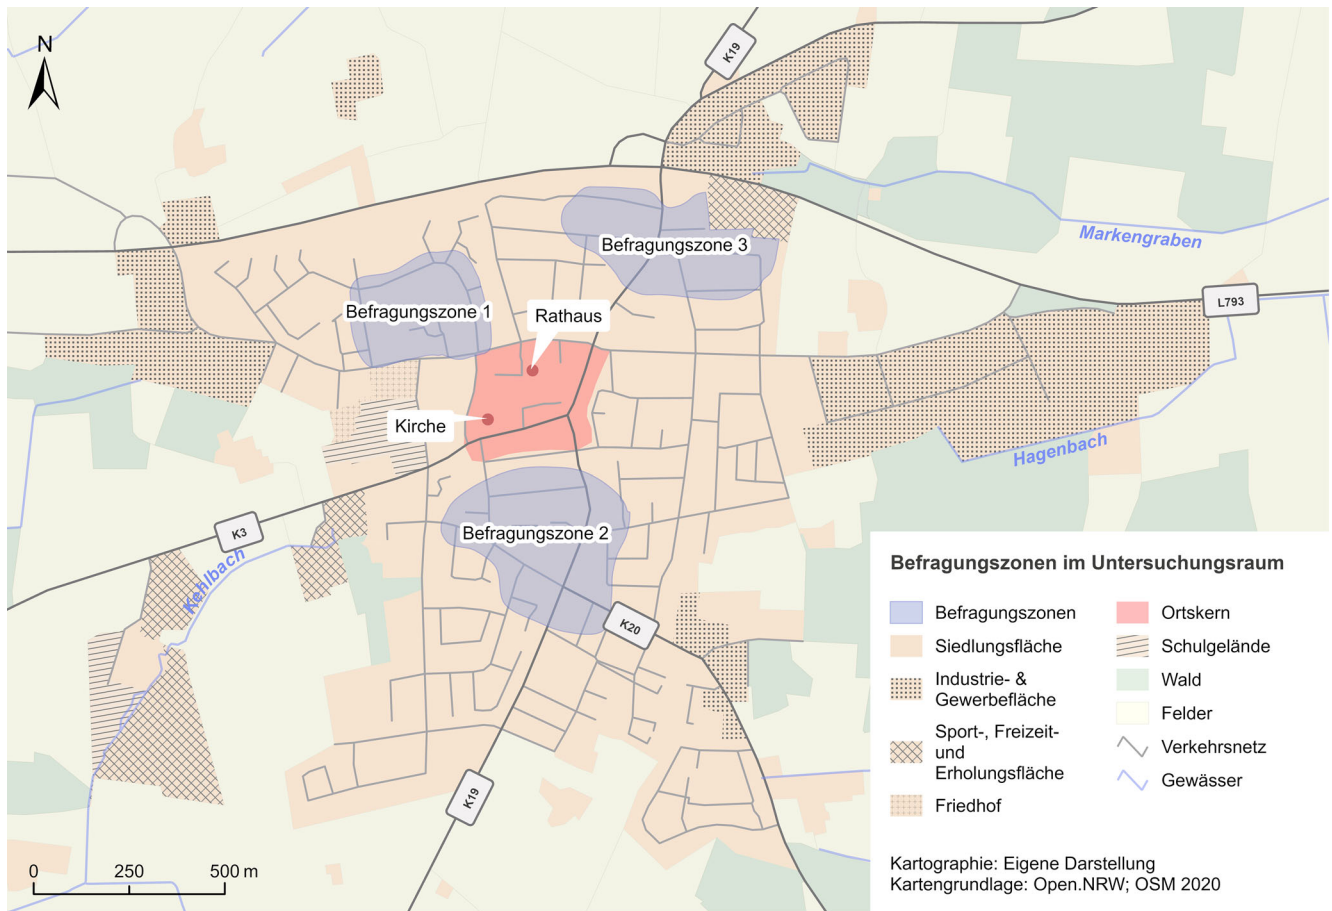 N
K19
Markengraben
Befragungszone 3
Befragungszone 1
Rathaus
L793
Kirche
Hagenbach
K3
Kehlbach
Befragungszone 2
K20
K19
0 250 500 m
Befragungszonen im Untersuchungsraum
Befragungszonen
Siedlungsfläche
Industrie- &
Gewerbefläche
Sport-, Freizeit-
und
Erholungsfläche
Friedhof
Ortskern
Schulgelände
Wald
Felder
Verkehrsnetz
Gewässer
Kartographie: Eigene Darstellung
Kartengrundlage: Open.NRW; OSM 2020